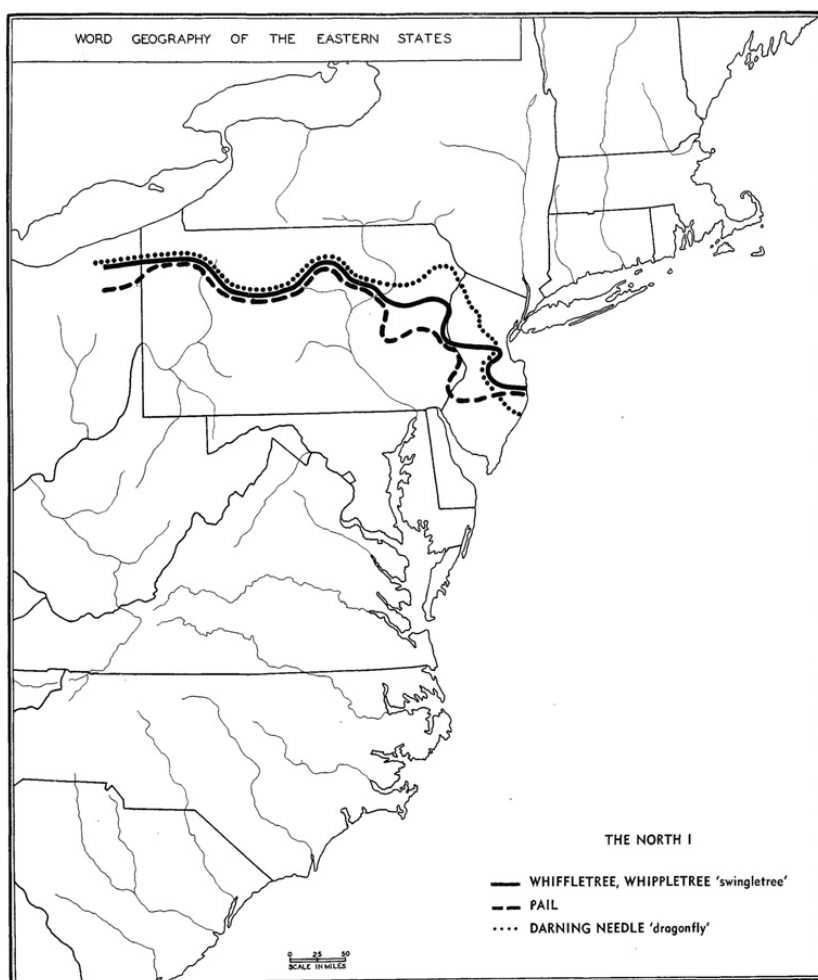 WORD GEOGRAPHY OF THE EASTERN STATES
THE NORTH I
WHIFFLETREE, WHIPPLETREE 'swingletree'
PAIL
DARNING NEEDLE 'dragonfly'
0 25 50
SCALE IN MILES